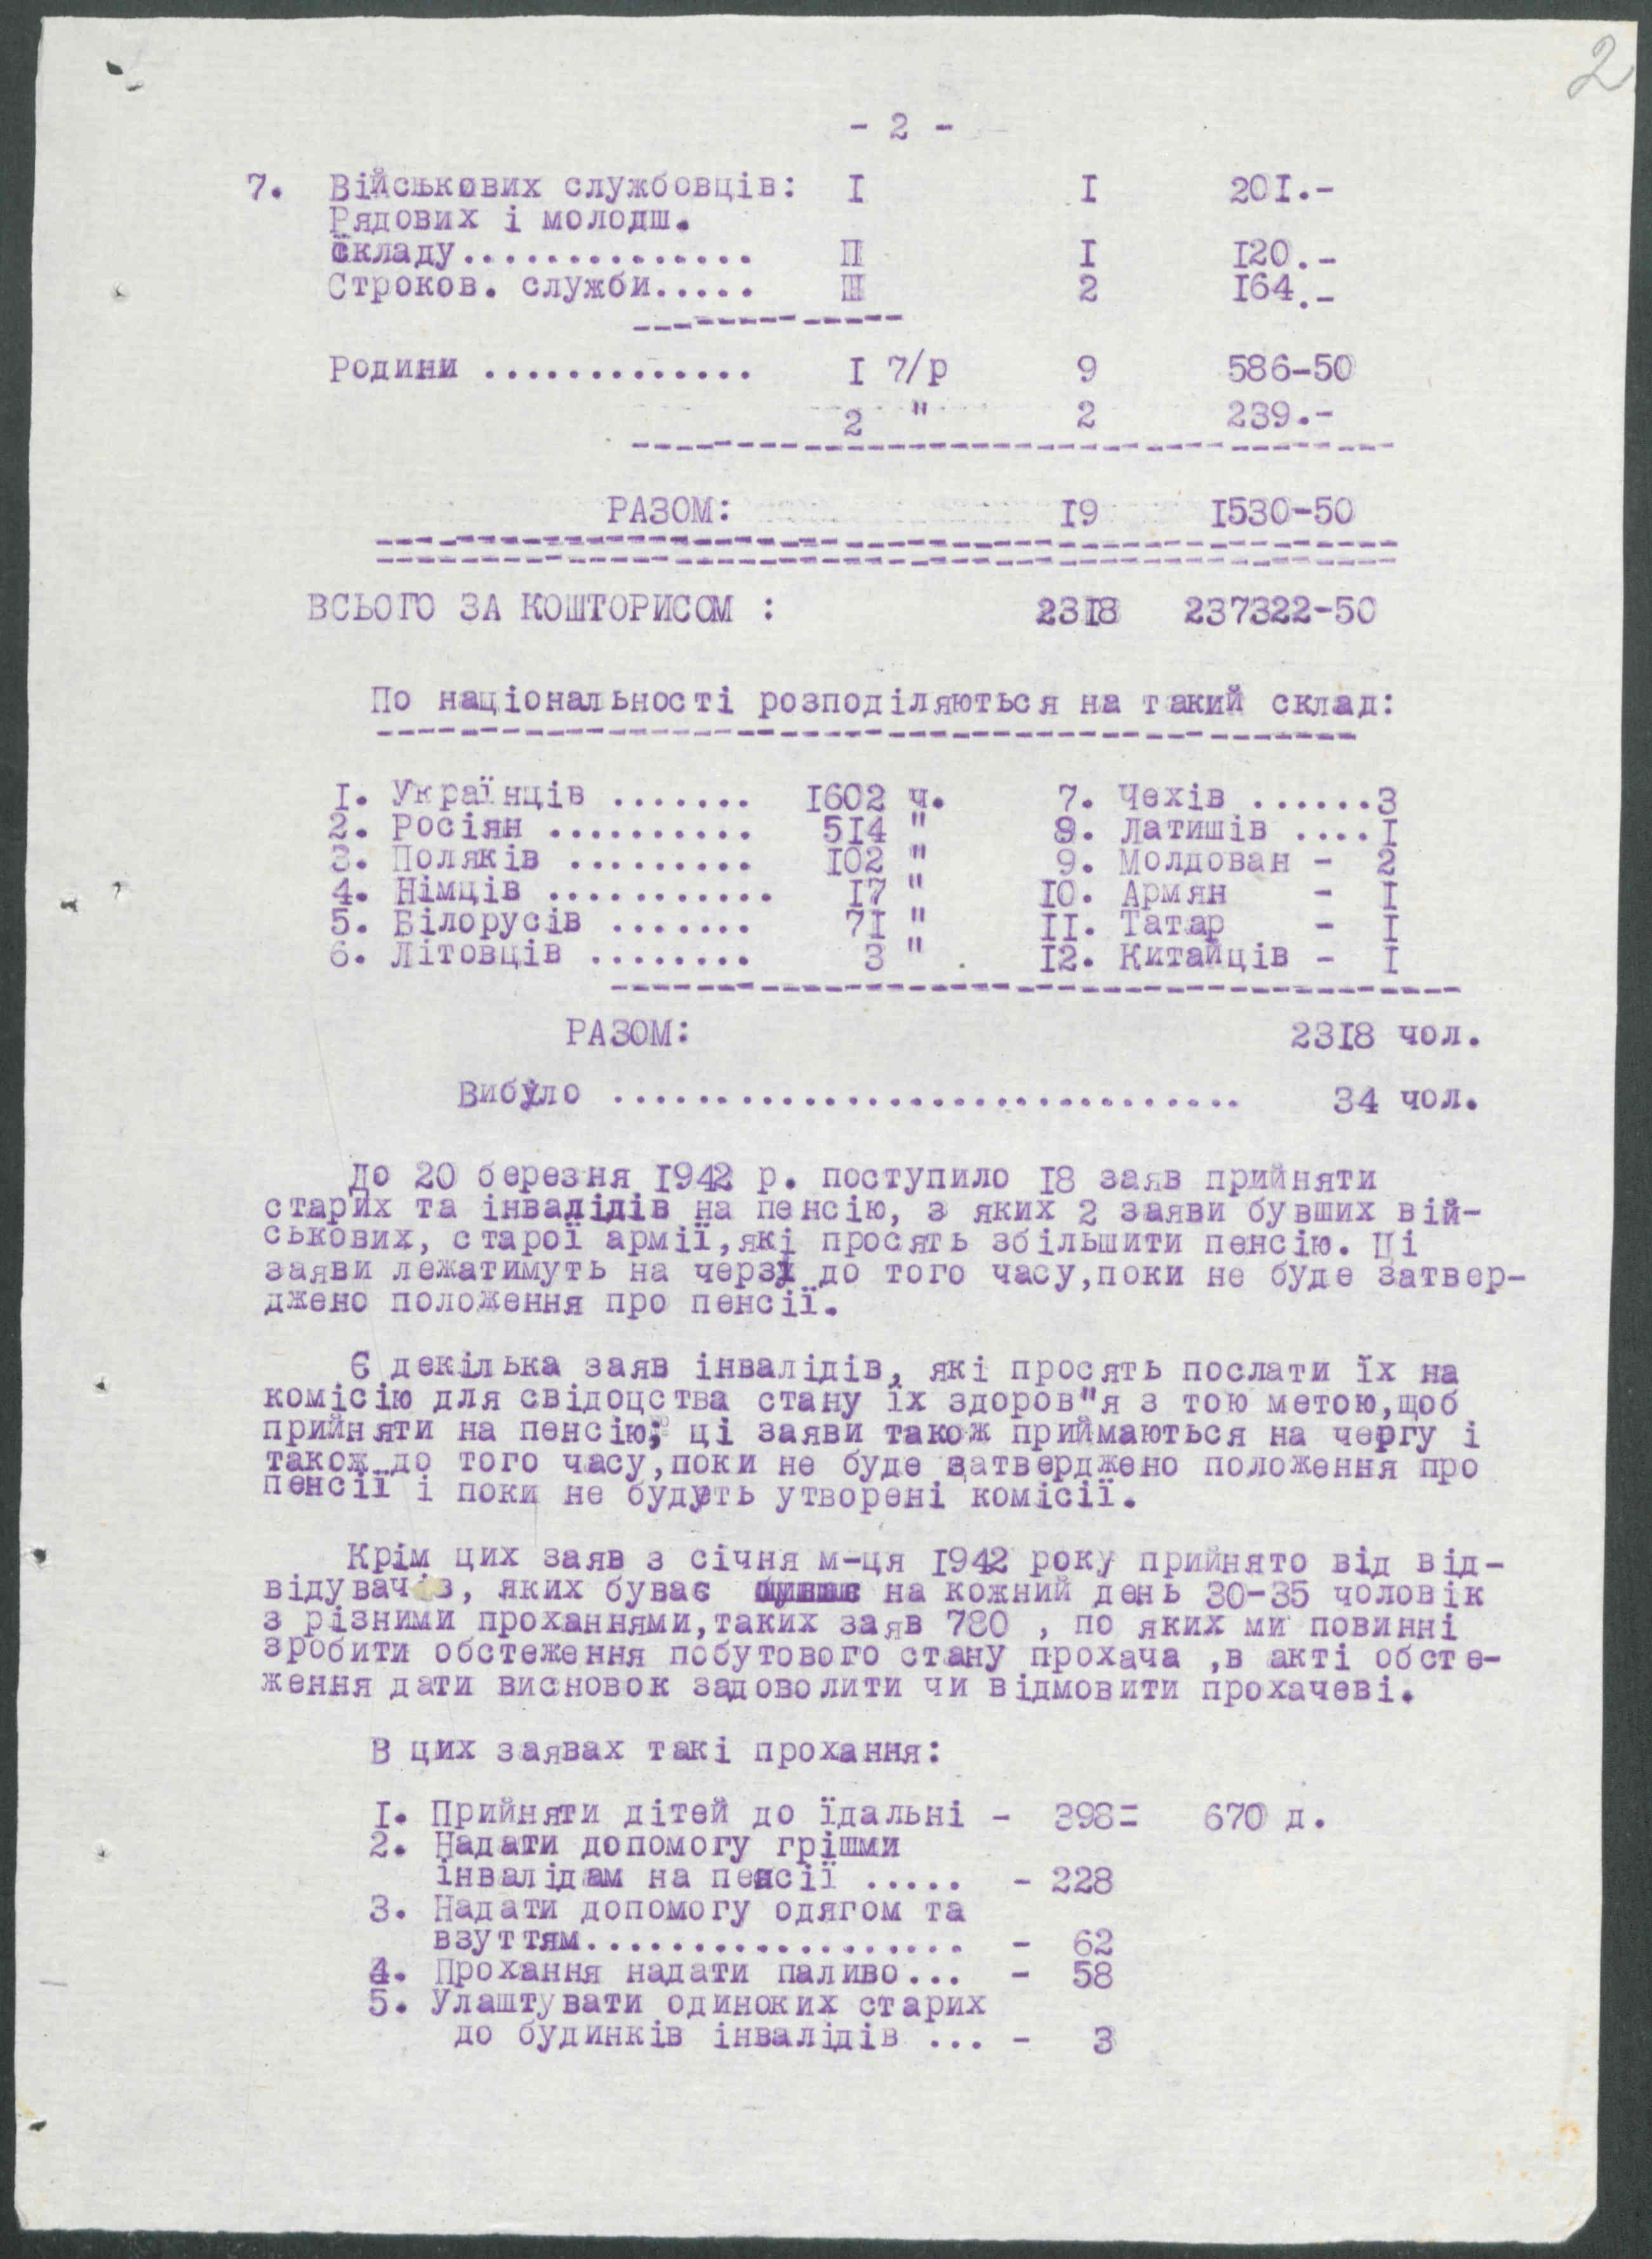 2
- 2 -
7. Військових службовців: I I 201.-
Рядових і молодш.
складу.............. П I 120.-
Строков. служби..... Ш 2 164.-
-------------
Родини ............. I 7/р 9 586-50
2 " 2 239.-
-------------------------------------
РАЗОМ: 19 1530-50
--------------------------------------------------
--------------------------------------------------
ВСЬОГО ЗА КОШТОРИСОМ : 2318 237322-50
По національності розподіляються на такий склад:
------------------------------------------------
1. Українців ....... 1602 ч. 7. Чехів ......3
2. Росіян .......... 514 " 8. Латишів ....I
3. Поляків ......... 102 " 9. Молдован - 2
4. Німців ........... 17 " 10. Армян - I
5. Білорусів ....... 71 " 11. Татар - I
6. Літовців ........ 3 " 12. Китайців - I
-----------------------------------------
РАЗОМ: 2318 чол.
Вибуло .............................. 34 чол.
До 20 березня 1942 р. поступило 18 заяв прийняти
старих та інвалідів на пенсію, з яких 2 заяви бувших вій-
ськових, старої армії,які просять збільшити пенсію. Ці
заяви лежатимуть на черзі до того часу,поки не буде затвер-
джено положення про пенсії.
Є декілька заяв інвалідів, які просять послати їх на
комісію для свідоцства стану їх здоров"я з тою метою,щоб
прийняти на пенсію; ці заяви також приймаються на чергу і
також до того часу,поки не буде затверджено положення про
пенсії і поки не будуть утворені комісії.
Крім цих заяв з січня м-ця 1942 року прийнято від від-
відувачів, яких буває на кожний день 30-35 чоловік
з різними проханнями,таких заяв 780 , по яких ми повинні
зробити обстеження побутового стану прохача ,в акті обсте-
ження дати висновок задоволити чи відмовити прохачеві.
В цих заявах такі прохання:
1. Прийняти дітей до їдальні - 398= 670 д.
2. Надати допомогу грішми
інвалідам на пенсії ..... - 228
3. Надати допомогу одягом та
взуттям.................. - 62
4. Прохання надати паливо... - 58
5. Улаштувати одиноких старих
до будинків інвалідів ... - 3